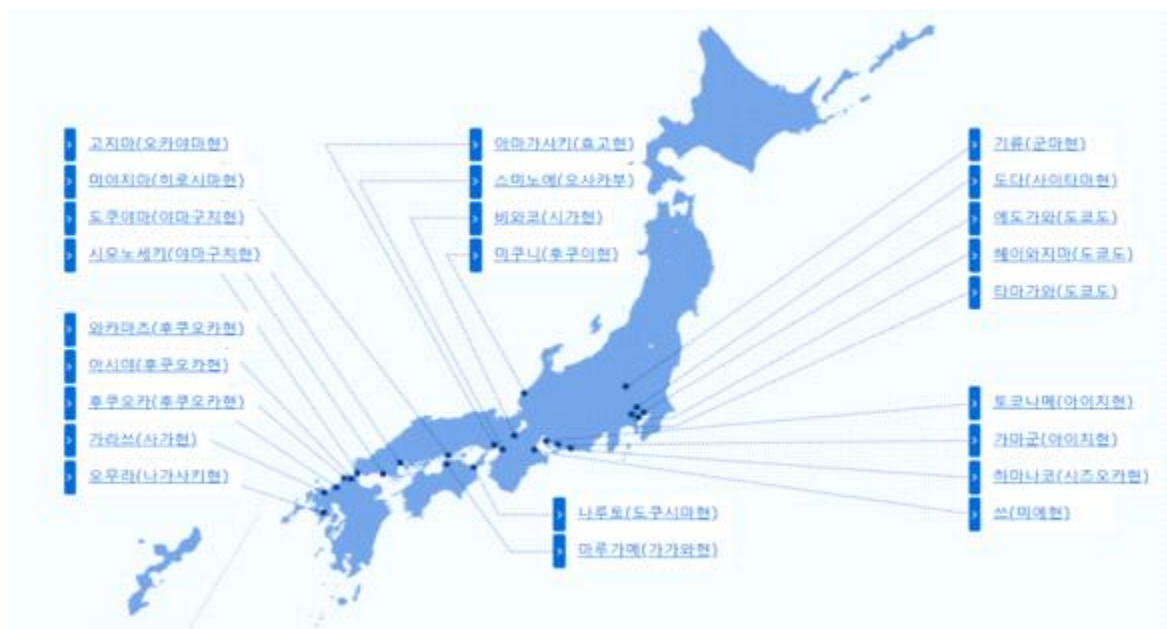 고지마(오카야마현)
미야지마(히로시마현)
도쿠야마(야마구치현)
시모노세키(야마구치현)
와카마즈(후쿠오카현)
아시야(후쿠오카현)
후쿠오카(후쿠오카현)
가라쓰(사가현)
오무라(나가사키현)
아마가사키(효고현)
스미노에(오사카부)
비와코(시가현)
미쿠니(후쿠이현)
나루토(도쿠시마현)
마루가메(가가와현)
기류(군마현)
도다(사이타마현)
에도가와(도쿄도)
헤이와지마(도쿄도)
타마가와(도쿄도)
토코나메(아이치현)
가마군(아이치현)
하마나코(시즈오카현)
쓰(미에현)